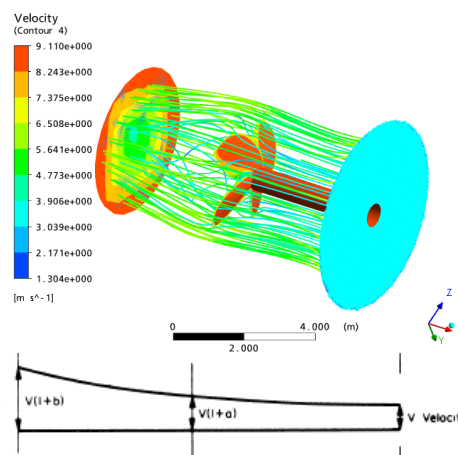 Velocity
(Contour 4)
9.110e+000
8.243e+000
7.375e+000
6.508e+000
5.641e+000
4.773e+000
3.906e+000
3.039e+000
2.171e+000
1.304e+000
[m s^-1]
0 4.000 (m)
2.000
Z
Y
V(1+b)
V(1+a)
V Veloci